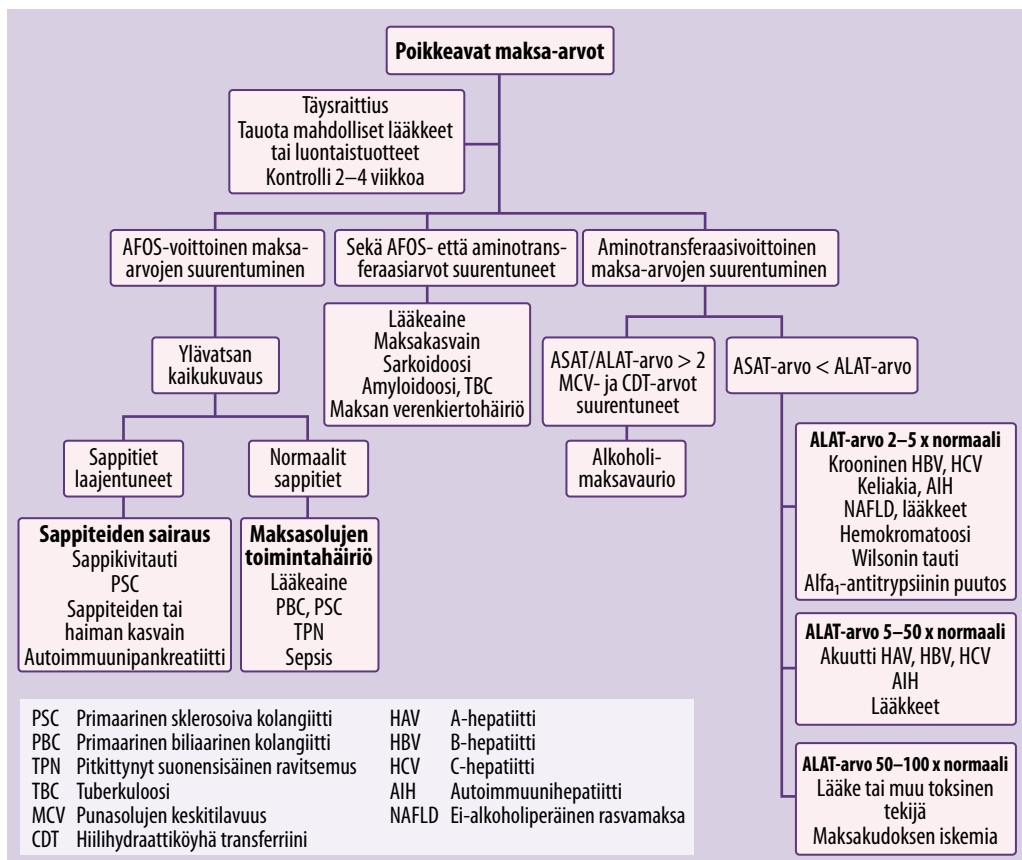 Poikkeavat maksa-arvot
Täysraittius
Tauota mahdolliset lääkkeet
tai luontaistuotteet
Kontrolli 2–4 viikkoa
AFOS-voittoinen maksa-
arvojen suurentuminen
Sekä AFOS- että aminotrans-
feraasiarvot suurentuneet
Aminotransferaasivoittoinen
maksa-arvojen suurentuminen
Ylävatsan
kaikukuvaus
Lääkeaine
Maksakasvain
Sarkoidoosi
Amyloidoosi, TBC
Maksan verenkiertohäiriö
ASAT/ALAT-arvo > 2
MCV- ja CDT-arvot
suurentuneet
ASAT-arvo < ALAT-arvo
Sappitiet
laajentuneet
Normaalit
sappitiet
Alkoholi-
maksavaurio
Sappiteiden sairaus
Sappikivitauti
PSC
Sappiteiden tai
haiman kasvain
Autoimmuunipankreatiitti
Maksasolujen
toimintahäiriö
Lääkeaine
PBC, PSC
TPN
Sepsis
ALAT-arvo 2–5 x normaali
Krooninen HBV, HCV
Keliakia, AIH
NAFLD, lääkkeet
Hemokromatoosi
Wilsonin tauti
Alfa₁-antitrypsiinin puutos
ALAT-arvo 5–50 x normaali
Akuutti HAV, HBV, HCV
AIH
Lääkkeet
ALAT-arvo 50–100 x normaali
Lääke tai muu toksinen
tekijä
Maksakudoksen iskemia
PSC Primaarinen sklerosoiva kolangiitti
PBC Primaarinen biliaarinen kolangiitti
TPN Pitkittynyt suonensisäinen ravitsemus
TBC Tuberkuloosi
MCV Punasolujen keskitilavuus
CDT Hiilihydraattiköyhä transferriini
HAV A-hepatiitti
HBV B-hepatiitti
HCV C-hepatiitti
AIH Autoimmuunihepatiitti
NAFLD Ei-alkoholiperäinen rasvamaksa